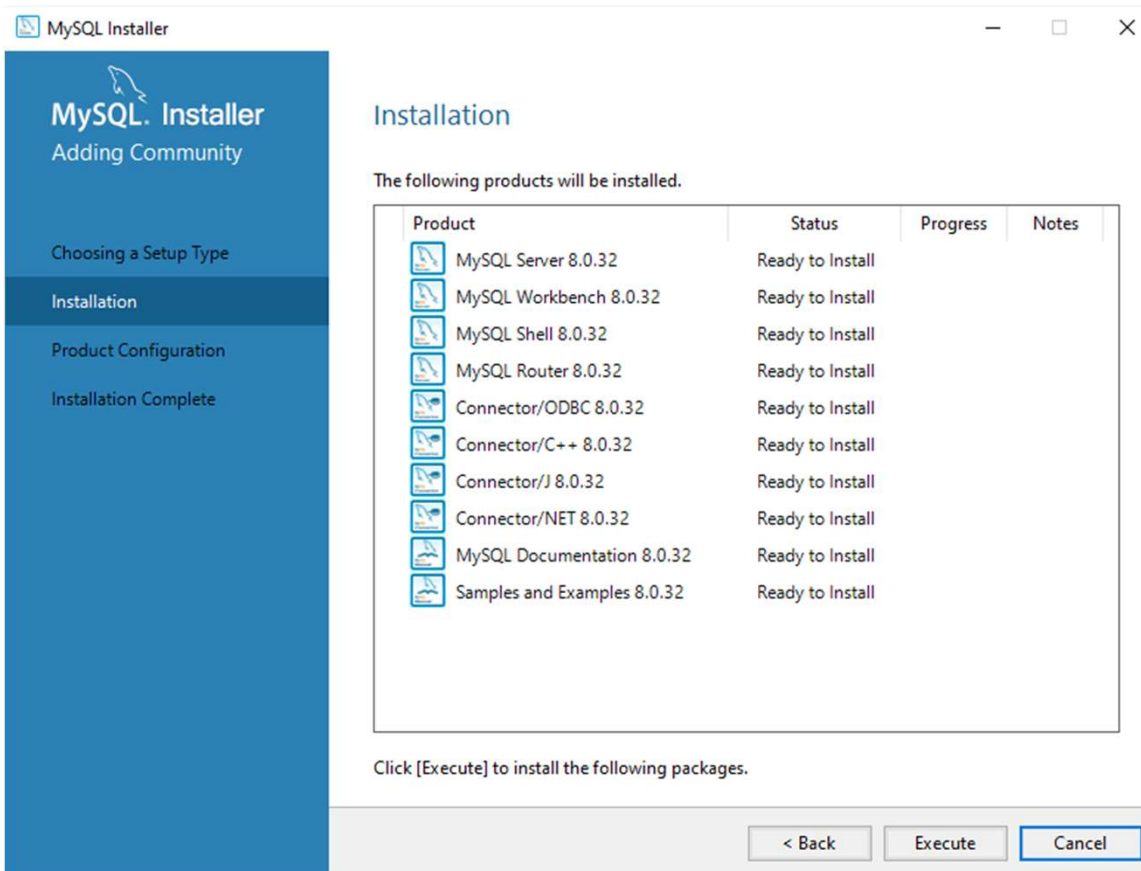 MySQL Installer
MySQL. Installer
Adding Community
Choosing a Setup Type
Installation
Product Configuration
Installation Complete
Installation
The following products will be installed.
Product Status Progress Notes
MySQL Server 8.0.32 Ready to Install
MySQL Workbench 8.0.32 Ready to Install
MySQL Shell 8.0.32 Ready to Install
MySQL Router 8.0.32 Ready to Install
Connector/ODBC 8.0.32 Ready to Install
Connector/C++ 8.0.32 Ready to Install
Connector/J 8.0.32 Ready to Install
Connector/NET 8.0.32 Ready to Install
MySQL Documentation 8.0.32 Ready to Install
Samples and Examples 8.0.32 Ready to Install
Click [Execute] to install the following packages.
< Back Execute Cancel